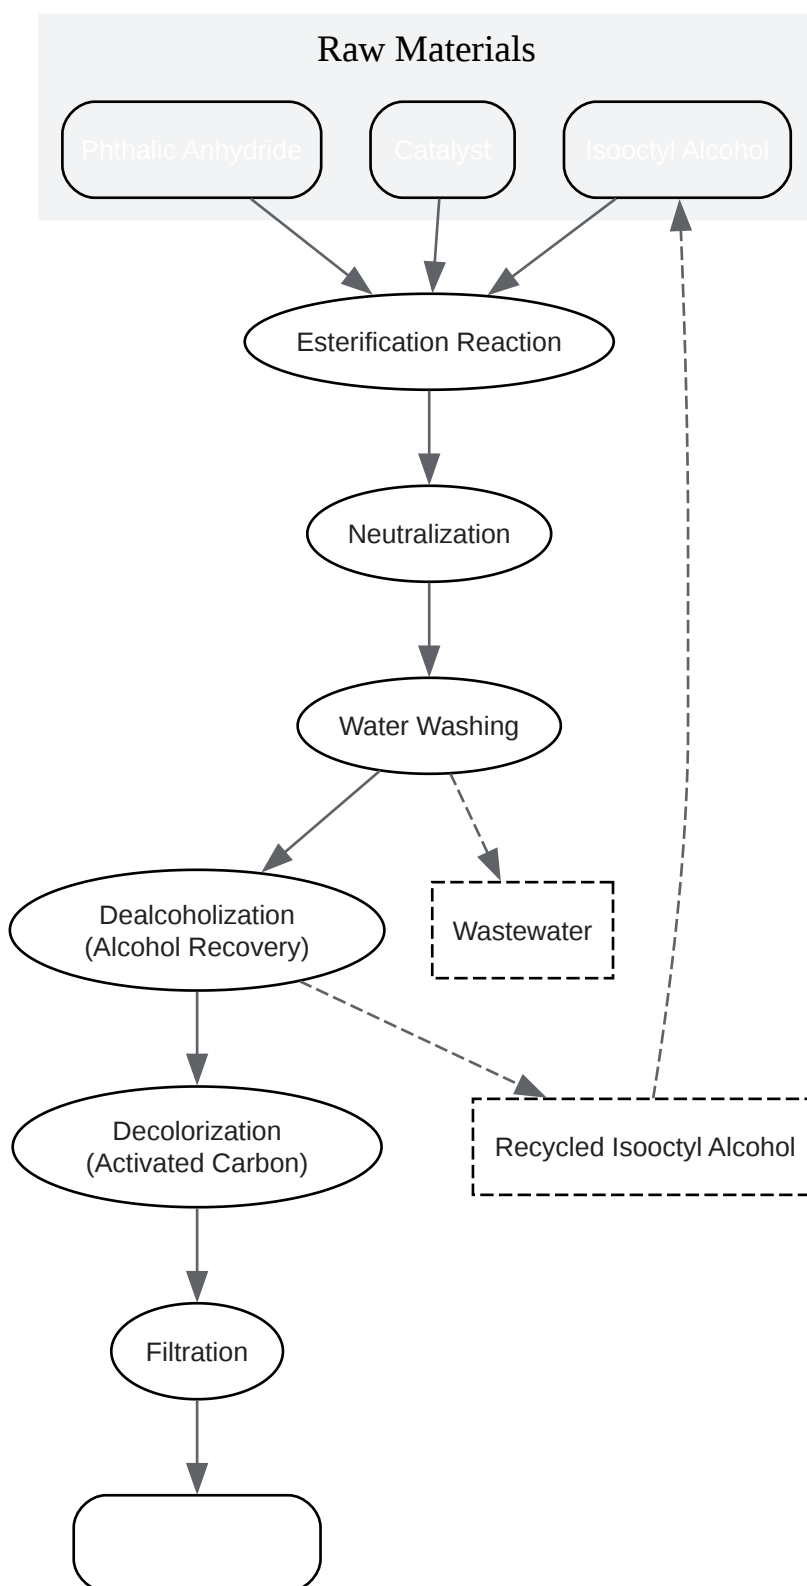 Raw Materials
Phthalic Anhydride
Catalyst
Isooctyl Alcohol
Esterification Reaction
Neutralization
Water Washing
Dealcoholization
(Alcohol Recovery)
Wastewater
Decolorization
(Activated Carbon)
Recycled Isooctyl Alcohol
Filtration